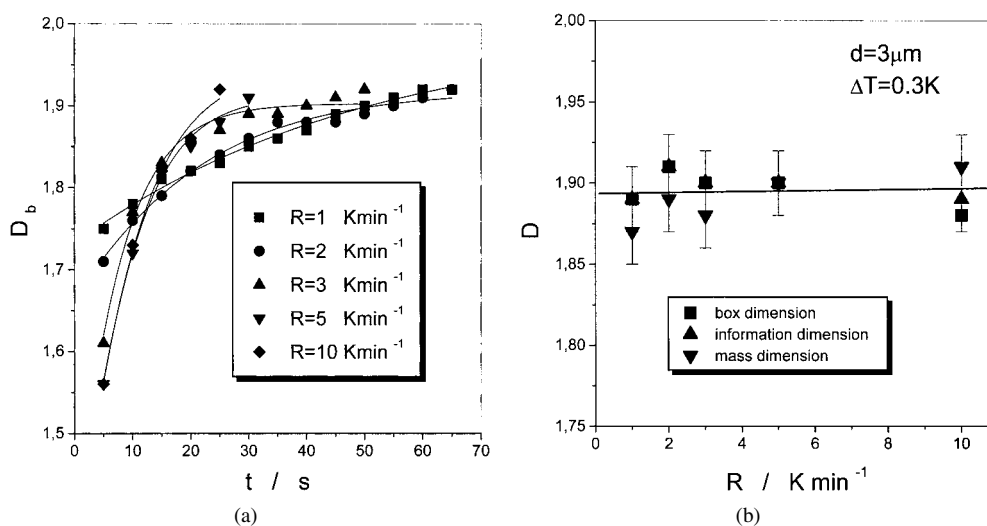 2,0
1,9
1,8
1,7
1,6
1,5
D b
0 10 20 30 40 50 60 70
t / s
R=1 Kmin -1
R=2 Kmin -1
R=3 Kmin -1
R=5 Kmin -1
R=10 Kmin -1
(a)
2,00
1,95
1,90
1,85
1,80
1,75
D
0 2 4 6 8 10
R / K min -1
d=3µm
ΔT=0.3K
box dimension
information dimension
mass dimension
(b)